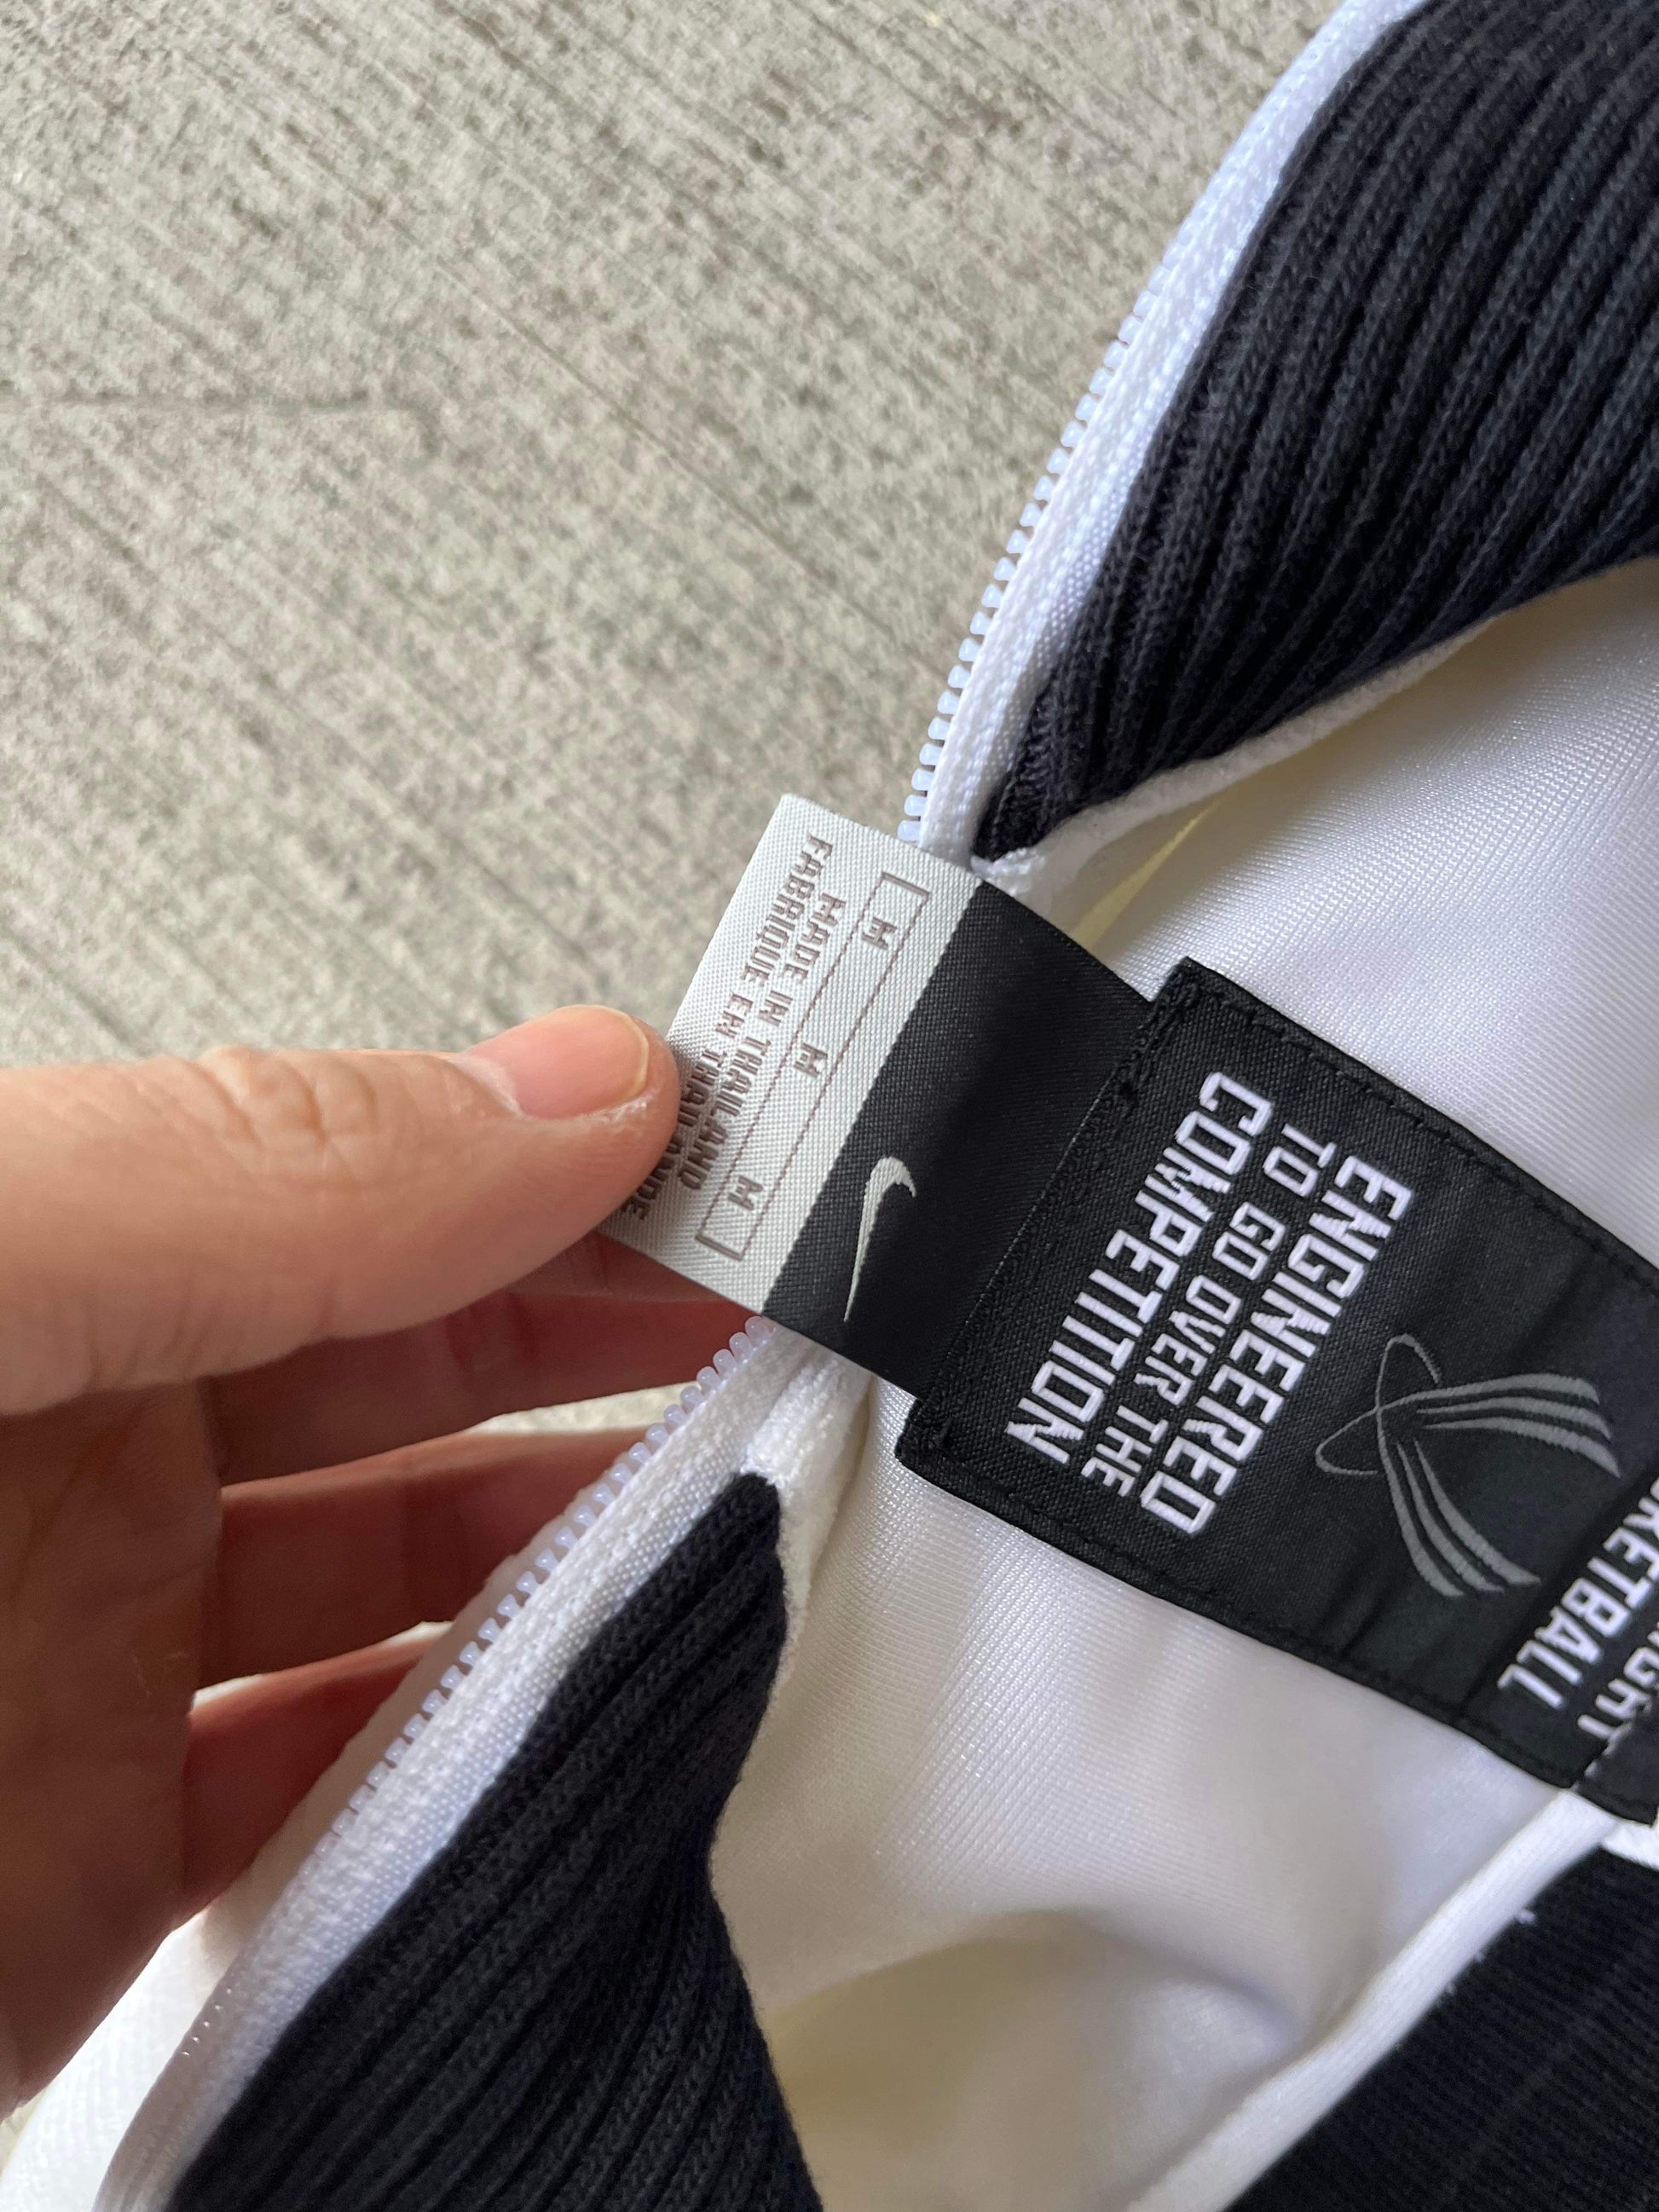 M M M
MADE IN THAILAND
FABRIQUE EN THAILANDE
ENGINEERED
TO GO OVER THE
COMPETITION